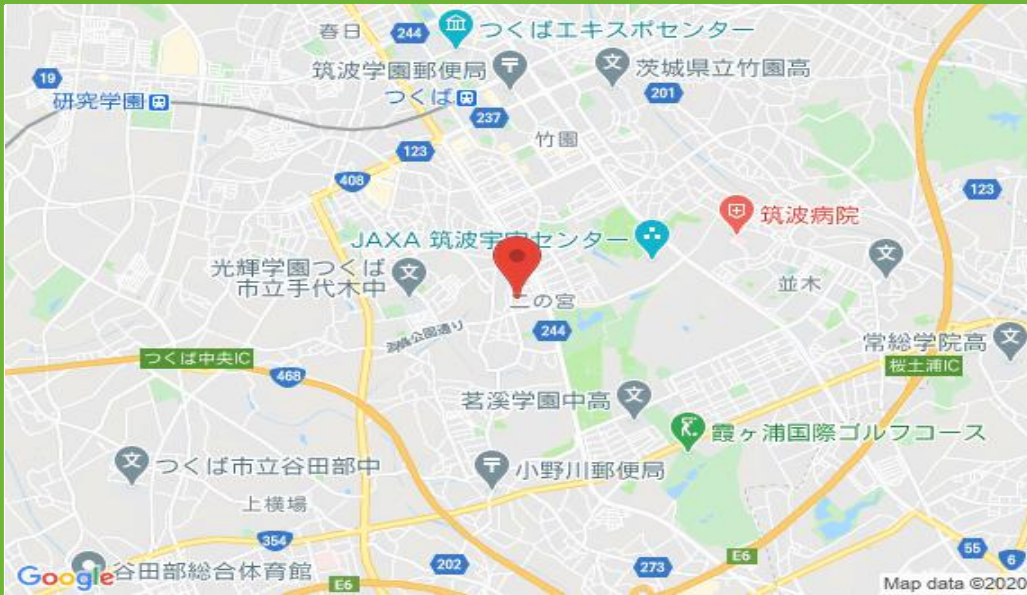 春日
244
つくばエキスポセンター
筑波学園郵便局
茨城県立竹園高
19
研究学園
つくば
201
237
竹園
123
408
123
筑波病院
JAXA 筑波宇宙センター
光輝学園つくば
市立手代木中
並木
二の宮
洞峰公園通り
244
常総学院高
つくば中央IC
468
桜土浦IC
茗溪学園中高
霞ヶ浦国際ゴルフコース
つくば市立谷田部中
小野川郵便局
上横場
354
202
E6
273
55
6
谷田部総合体育館
E6
Google
Map data ©2020